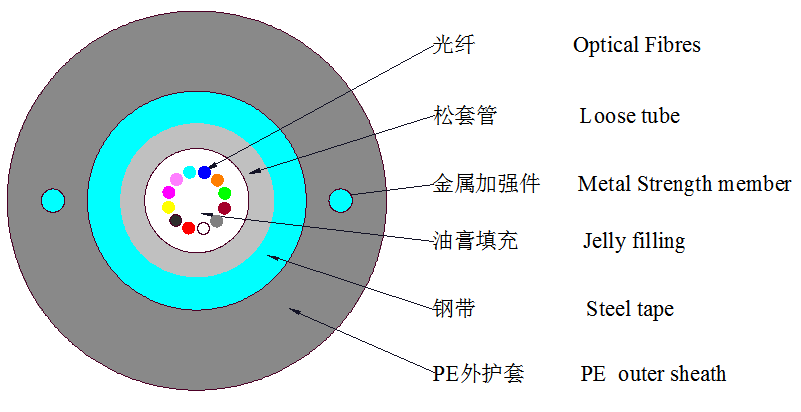 光纤 Optical Fibres
松套管 Loose tube
金属加强件 Metal Strength member
油膏填充 Jelly filling
钢带 Steel tape
PE外护套 PE outer sheath